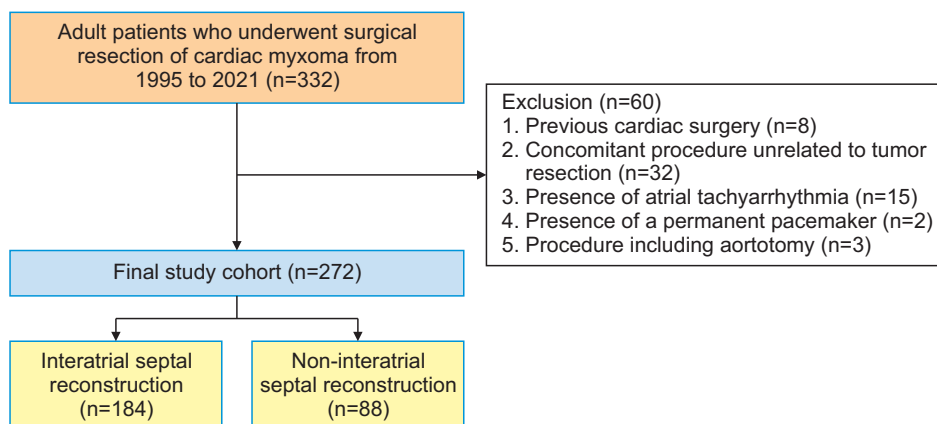 Adult patients who underwent surgical
resection of cardiac myxoma from
1995 to 2021 (n=332)
Exclusion (n=60)
1. Previous cardiac surgery (n=8)
2. Concomitant procedure unrelated to tumor
resection (n=32)
3. Presence of atrial tachyarrhythmia (n=15)
4. Presence of a permanent pacemaker (n=2)
5. Procedure including aortotomy (n=3)
Final study cohort (n=272)
Interatrial septal
reconstruction
(n=184)
Non-interatrial
septal reconstruction
(n=88)